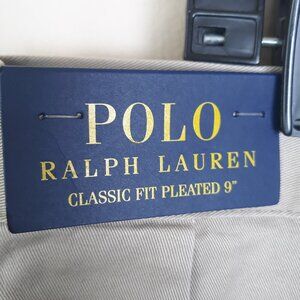 POLO
RALPH LAUREN
CLASSIC FIT PLEATED 9"